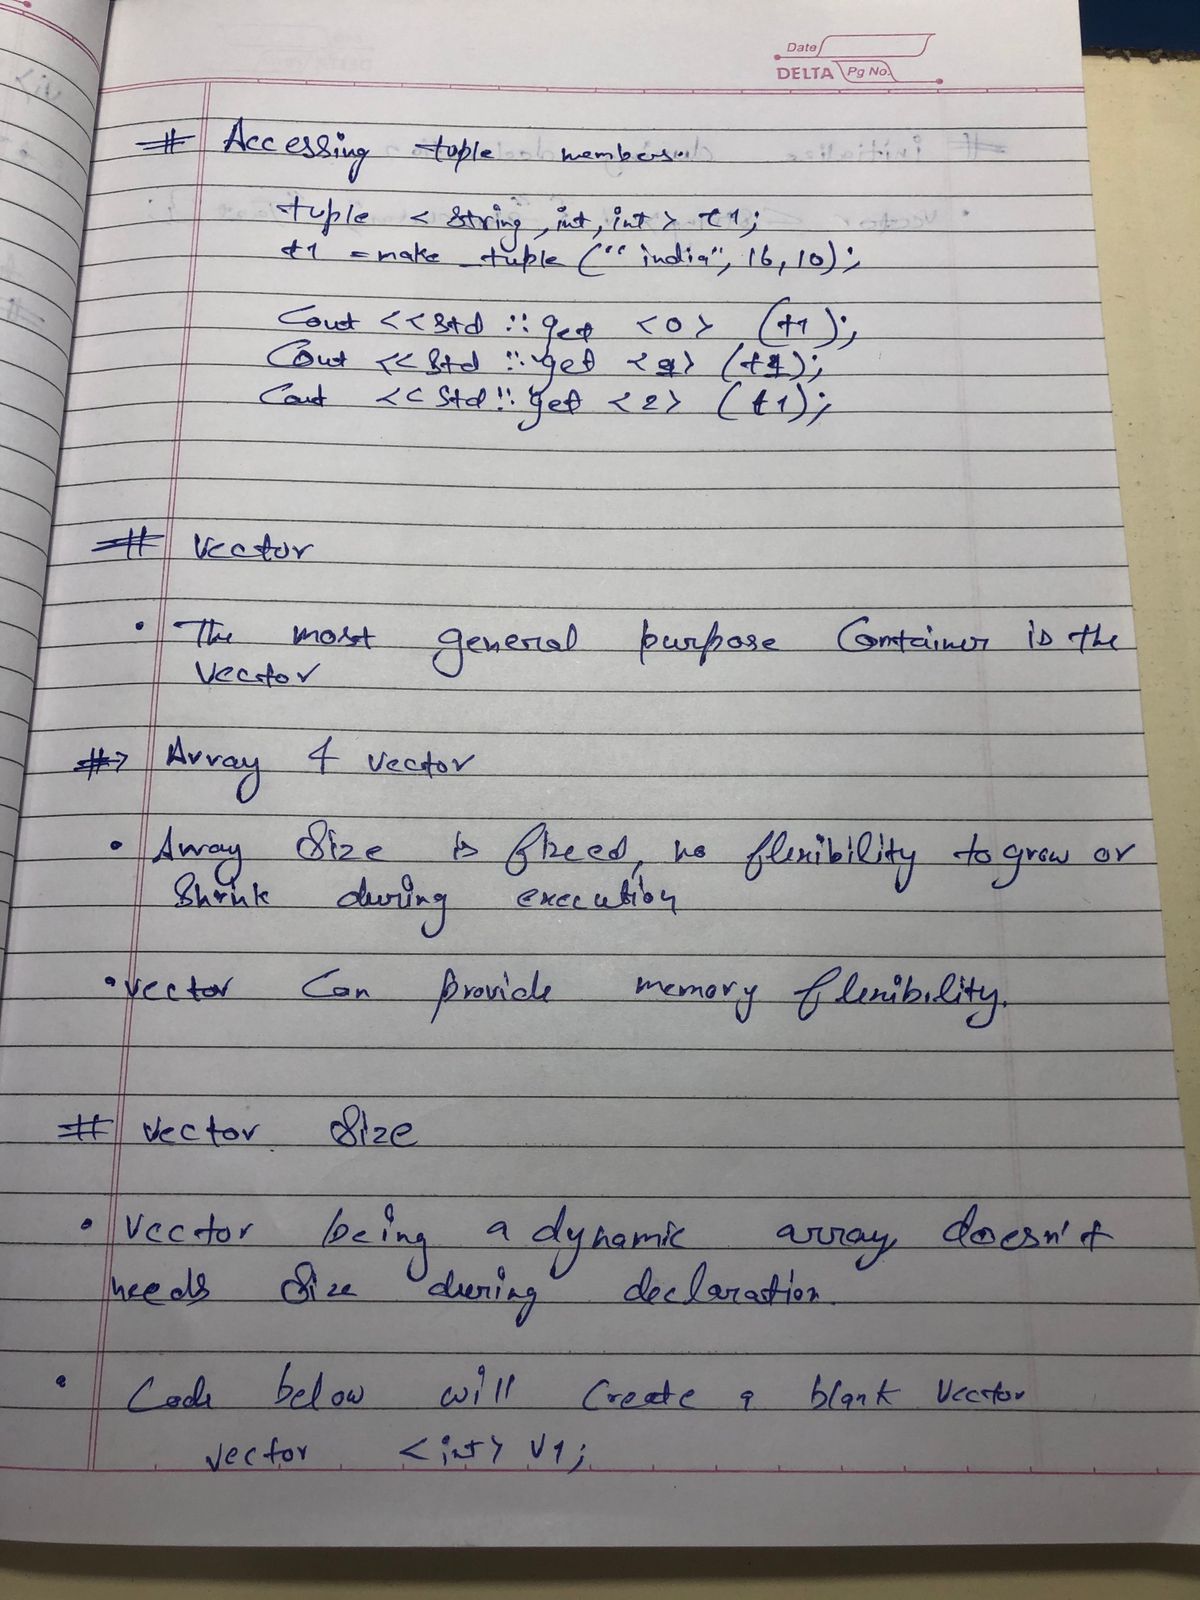 Date
DELTA Pg No.
# Accessing tuple members.
tuple < string, int, int > t1;
t1 = make_tuple ("india", 16, 10);
Cout << std :: get <0> (t1);
Cout << std :: get <1> (t1);
Cout << std :: get <2> (t1);
# Vector
• The most general purpose Container is the
Vector
#→ Array & Vector
• Array Size is fixed, no flexibility to grow or
Shrink during execution
• Vector Can provide memory flexibility.
# Vector Size
• Vector being a dynamic array, doesn't
needs Size during declaration.
• Code below will Create a blank Vector
vector <int> V1;